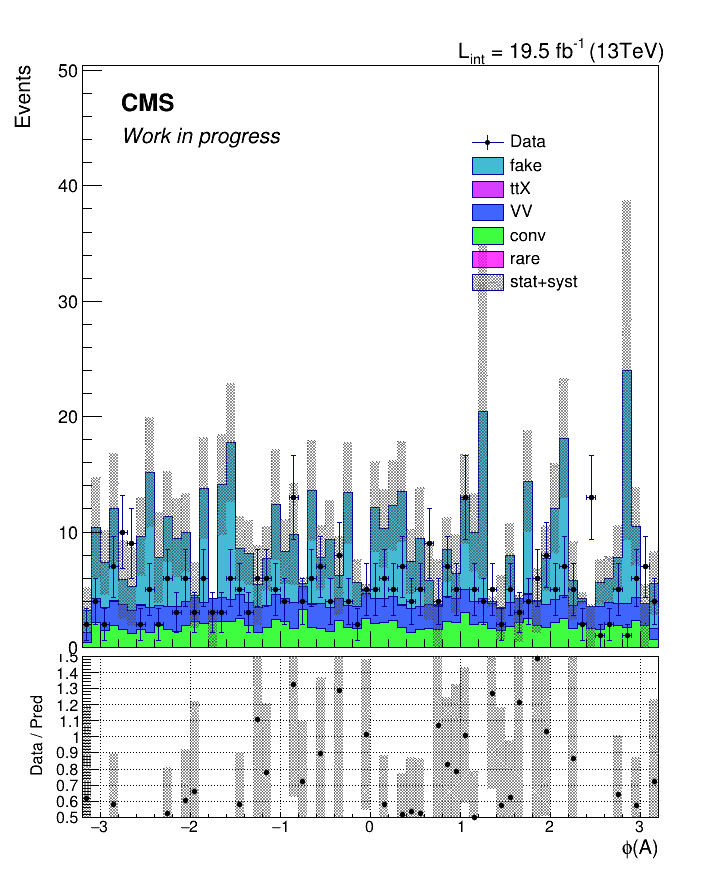 L_int = 19.5 fb^-1 (13TeV)
Events
50
CMS
Work in progress
Data
fake
40
ttX
VV
conv
rare
30
stat+syst
20
10
0
Data / Pred
1.5
1.4
1.3
1.2
1.1
1
0.9
0.8
0.7
0.6
0.5
−3 −2 −1 0 1 2 3
ϕ(A)